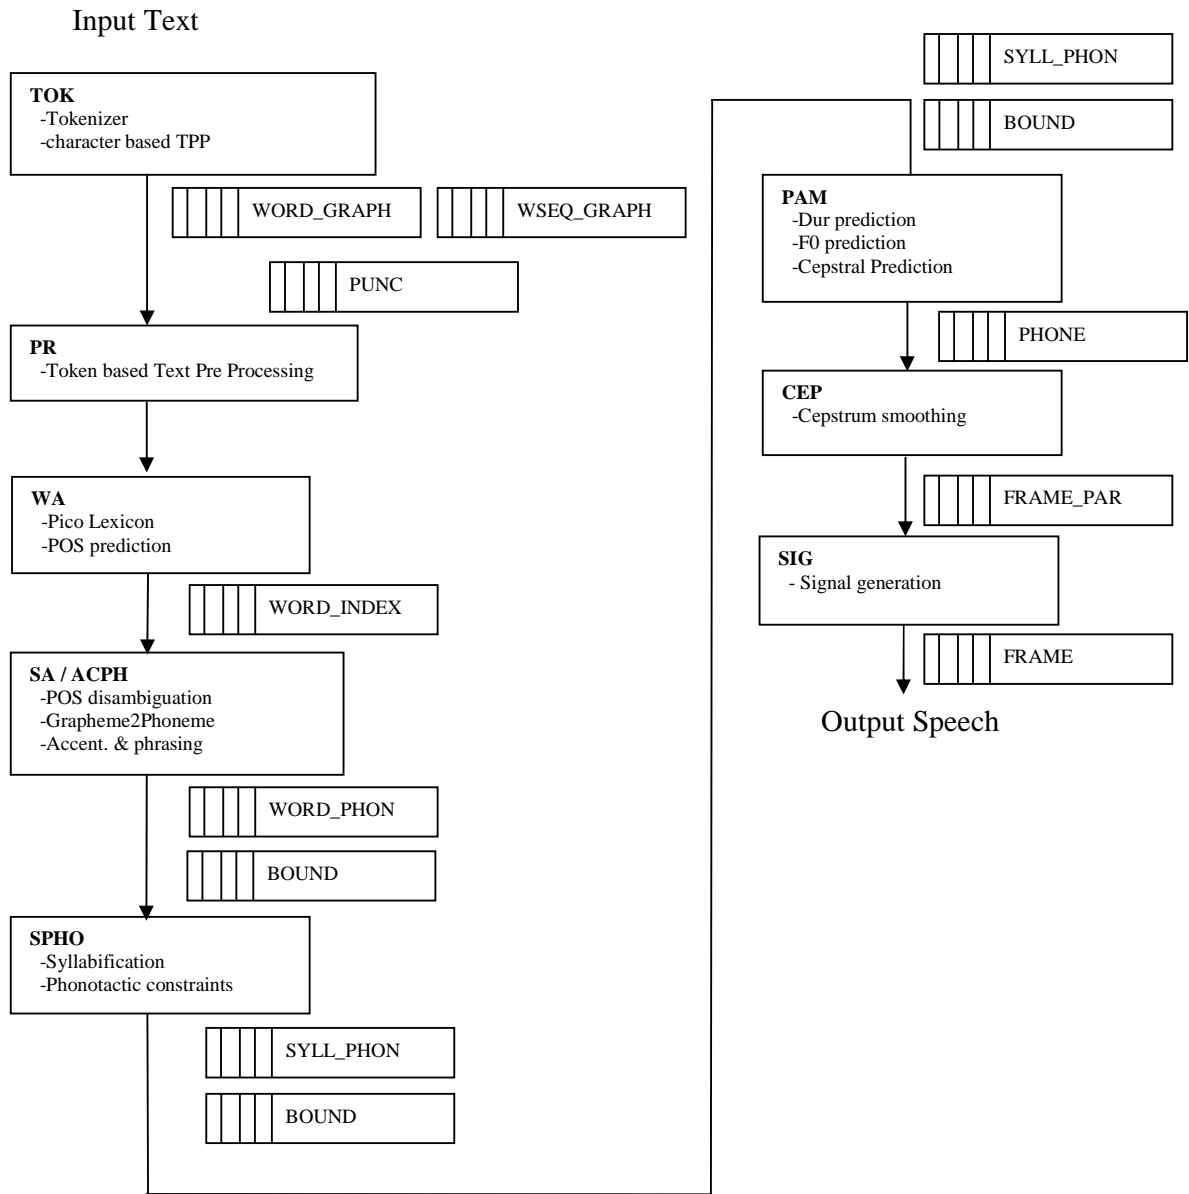 Input Text
TOK
-Tokenizer
-character based TPP
WORD_GRAPH
WSEQ_GRAPH
PUNC
PR
-Token based Text Pre Processing
WA
-Pico Lexicon
-POS prediction
WORD_INDEX
SA / ACPH
-POS disambiguation
-Grapheme2Phoneme
-Accent. & phrasing
WORD_PHON
BOUND
SPHO
-Syllabification
-Phonotactic constraints
SYLL_PHON
BOUND
SYLL_PHON
BOUND
PAM
-Dur prediction
-F0 prediction
-Cepstral Prediction
PHONE
CEP
-Cepstrum smoothing
FRAME_PAR
SIG
- Signal generation
FRAME
Output Speech